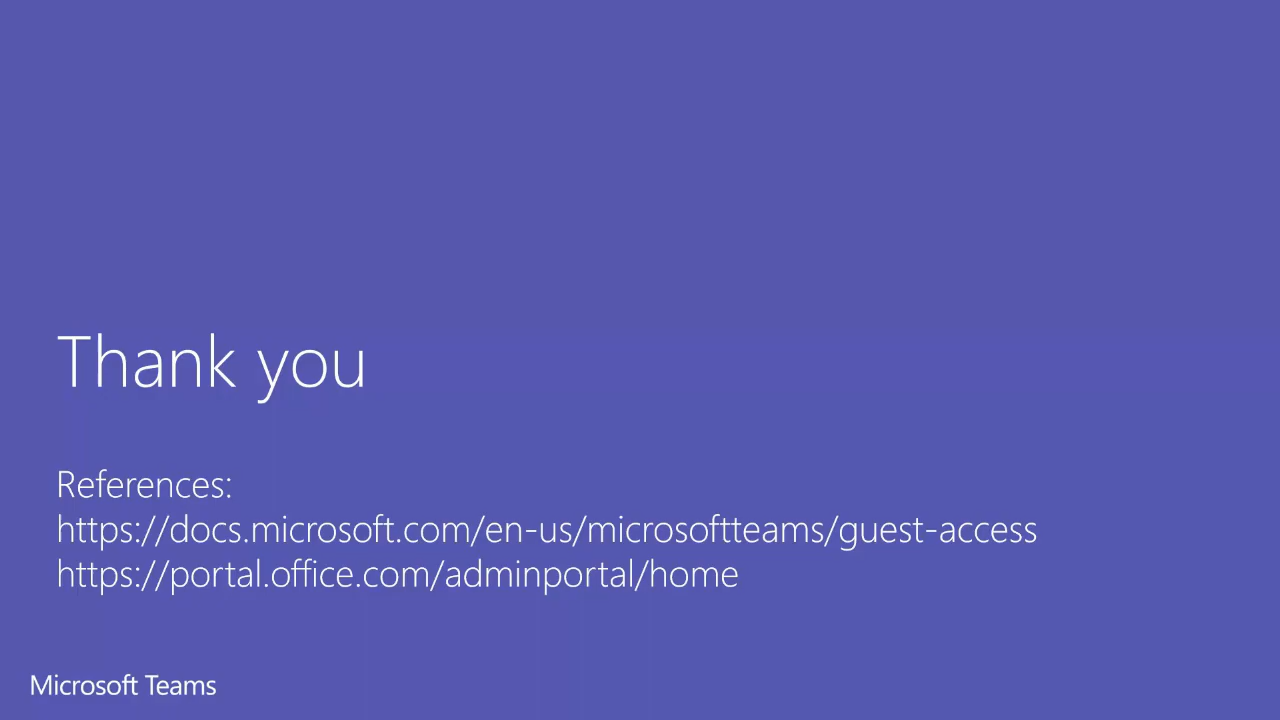 Thank you
References:
https://docs.microsoft.com/en-us/microsoftteams/guest-access
https://portal.office.com/adminportal/home
Microsoft Teams